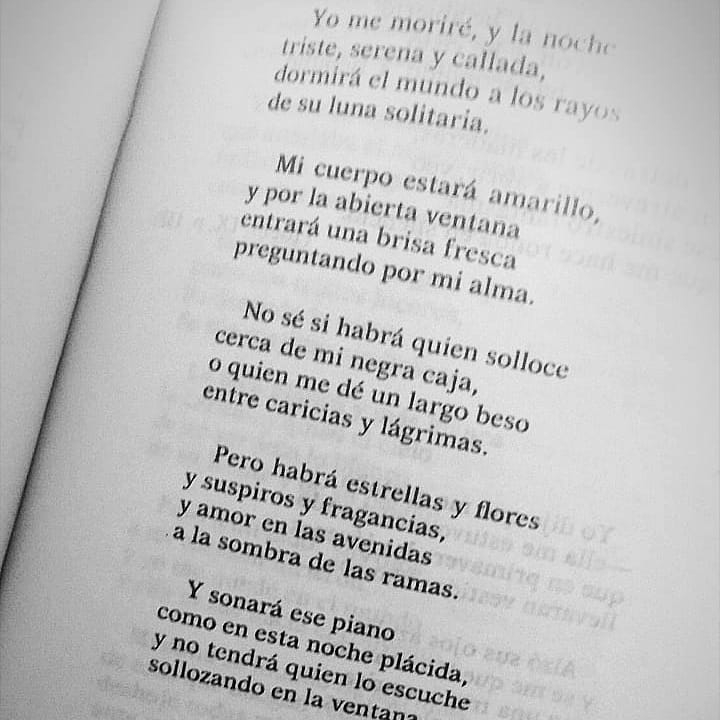 Yo me moriré, y la noche
triste, serena y callada,
dormirá el mundo a los rayos
de su luna solitaria.
Mi cuerpo estará amarillo,
y por la abierta ventana
entrará una brisa fresca
preguntando por mi alma.
No sé si habrá quien solloce
cerca de mi negra caja,
o quien me dé un largo beso
entre caricias y lágrimas.
Pero habrá estrellas y flores
y suspiros y fragancias,
y amor en las avenidas
a la sombra de las ramas.
Y sonará ese piano
como en esta noche plácida,
y no tendrá quien lo escuche
sollozando en la ventana